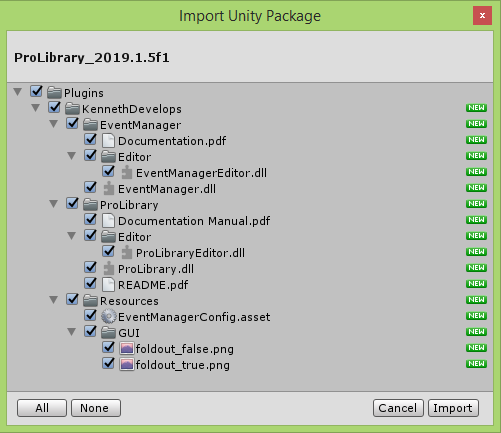 Import Unity Package
x
ProLibrary_2019.1.5f1
Plugins
KennethDevelops NEW
EventManager NEW
Documentation.pdf NEW
Editor NEW
EventManagerEditor.dll NEW
EventManager.dll NEW
ProLibrary NEW
Documentation Manual.pdf NEW
Editor NEW
ProLibraryEditor.dll NEW
ProLibrary.dll NEW
README.pdf NEW
Resources NEW
EventManagerConfig.asset NEW
GUI NEW
foldout_false.png NEW
foldout_true.png NEW
All None Cancel Import